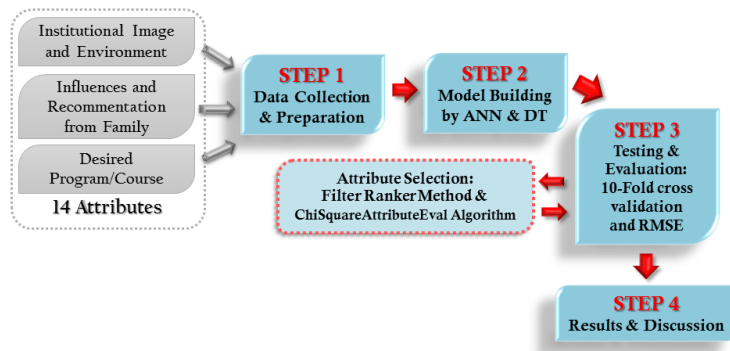 Institutional Image
and Environment
Influences and
Recommentation
from Family
Desired
Program/Course
14 Attributes
STEP 1
Data Collection
& Preparation
STEP 2
Model Building
by ANN & DT
STEP 3
Testing &
Evaluation:
10-Fold cross
validation
and RMSE
Attribute Selection:
Filter Ranker Method &
ChiSquareAttributeEval Algorithm
STEP 4
Results & Discussion